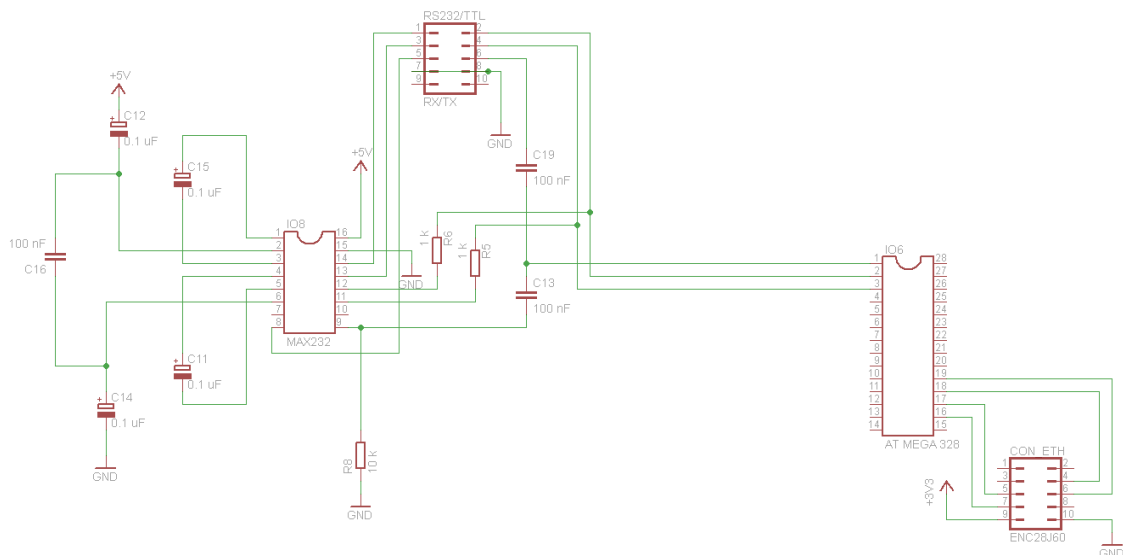 RS232/TTL
1 2
3 4
5 6
7 8
9 10
RX/TX
GND
+5V
C12
0.1 uF
C15
0.1 uF
+5V
C19
100 nF
100 nF
C16
IO8
1 16
2 15
3 14
4 13
5 12
6 11
7 10
8 9
MAX232
GND
1 k
R6
1 k
R5
C13
100 nF
C11
0.1 uF
C14
0.1 uF
GND
R8
10 k
GND
IO6
1 28
2 27
3 26
4 25
5 24
6 23
7 22
8 21
9 20
10 19
11 18
12 17
13 16
14 15
AT MEGA 328
CON_ETH
1 2
3 4
5 6
7 8
9 10
ENC28J60
+3V3
GND